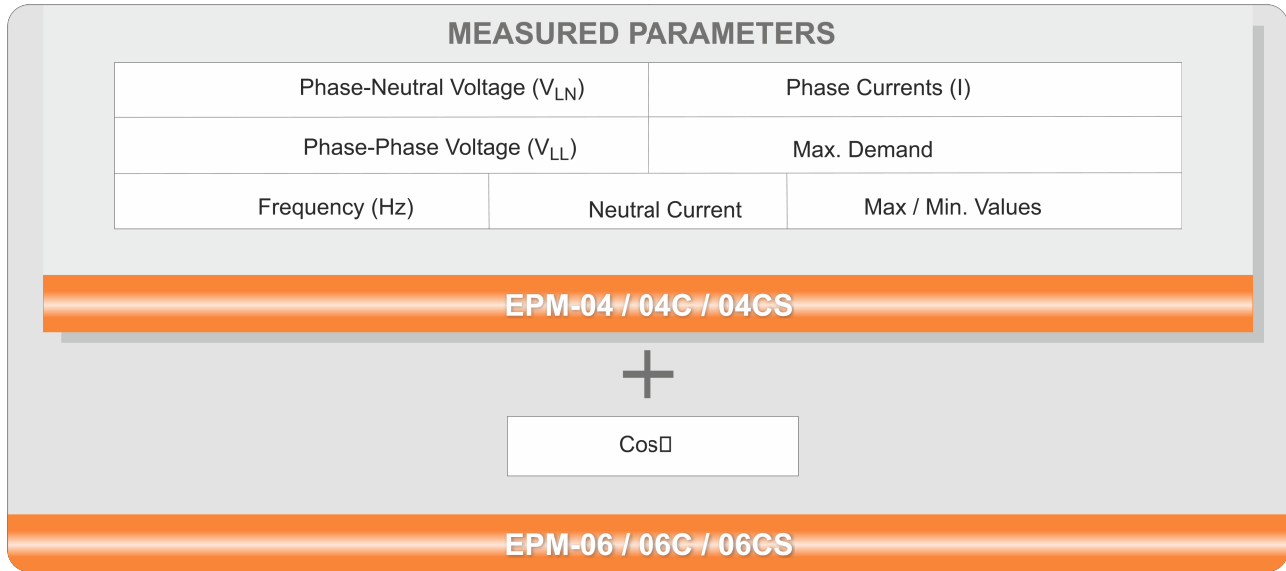 MEASURED PARAMETERS
Phase-Neutral Voltage (VLN)
Phase Currents (I)
Phase-Phase Voltage (VLL)
Max. Demand
Frequency (Hz)
Neutral Current
Max / Min. Values
EPM-04 / 04C / 04CS
+
Cos▯
EPM-06 / 06C / 06CS